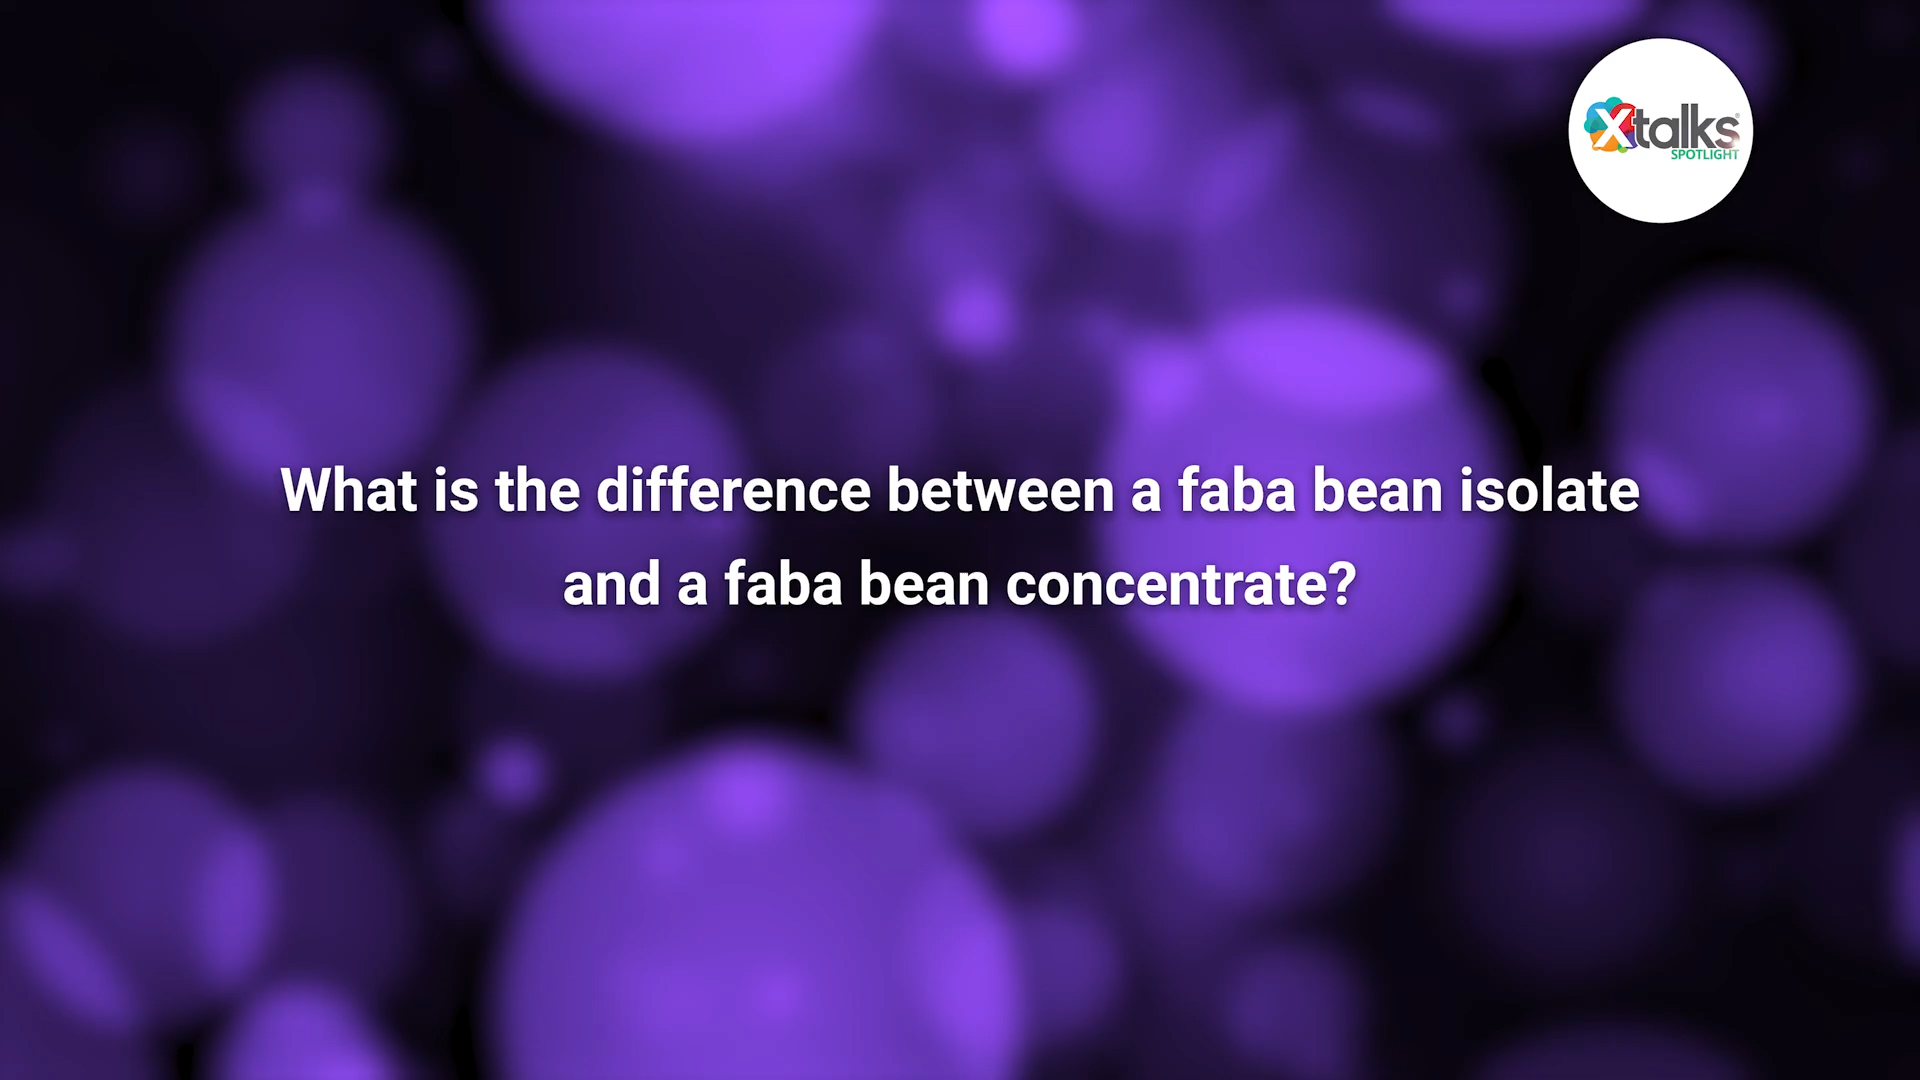 Xtalks
SPOTLIGHT
What is the difference between a faba bean isolate
and a faba bean concentrate?